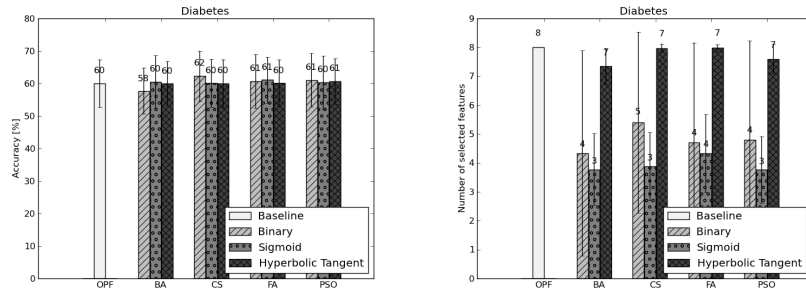 Diabetes
80
70
60
50
40
30
20
10
0
Accuracy [%]
60
58
60
60
62
60
60
61
61
60
61
60
61
OPF
BA
CS
FA
PSO
Baseline
Binary
Sigmoid
Hyperbolic Tangent
Diabetes
9
8
7
6
5
4
3
2
1
0
Number of selected features
8
4
3
7
5
3
7
4
4
7
4
3
7
OPF
BA
CS
FA
PSO
Baseline
Binary
Sigmoid
Hyperbolic Tangent